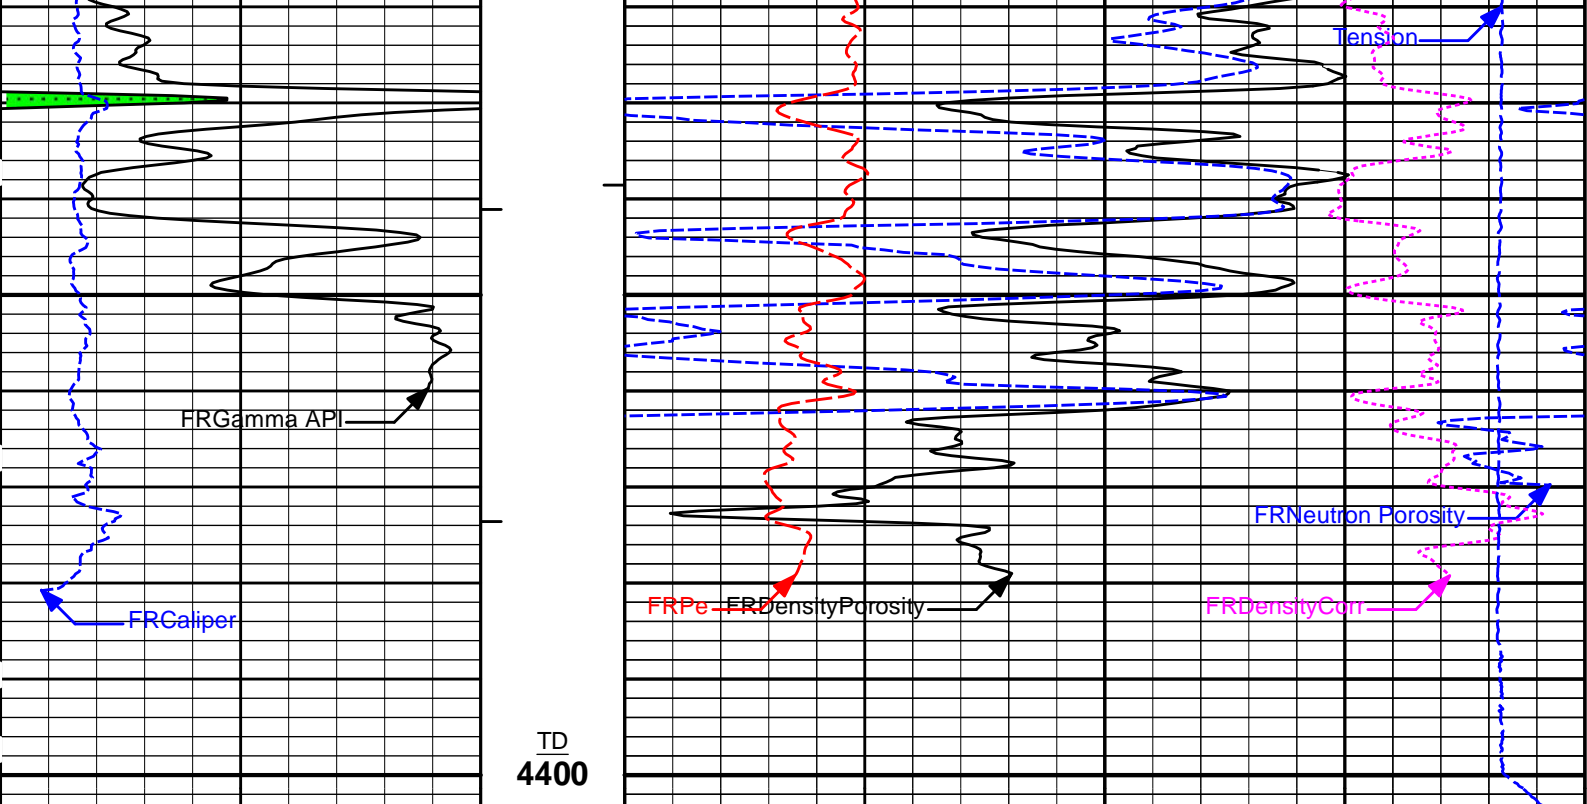 Tension
FRGamma API
FRNeutron Porosity
FRPe
FRDensityPorosity
FRDensityCorr
FRCaliper
TD
4400